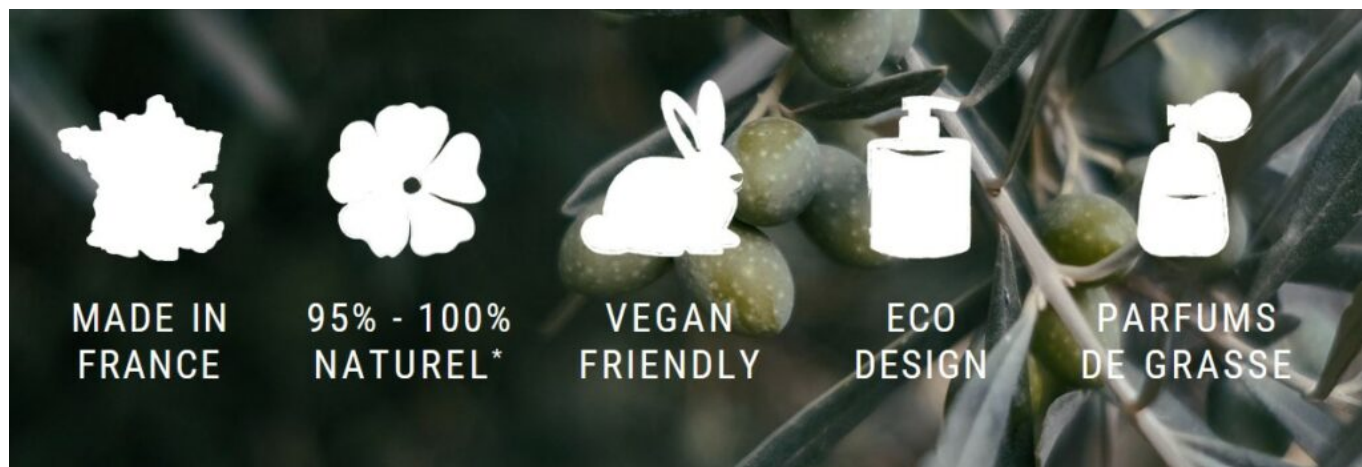 MADE IN
FRANCE
95% - 100%
NATUREL*
VEGAN
FRIENDLY
ECO
DESIGN
PARFUMS
DE GRASSE